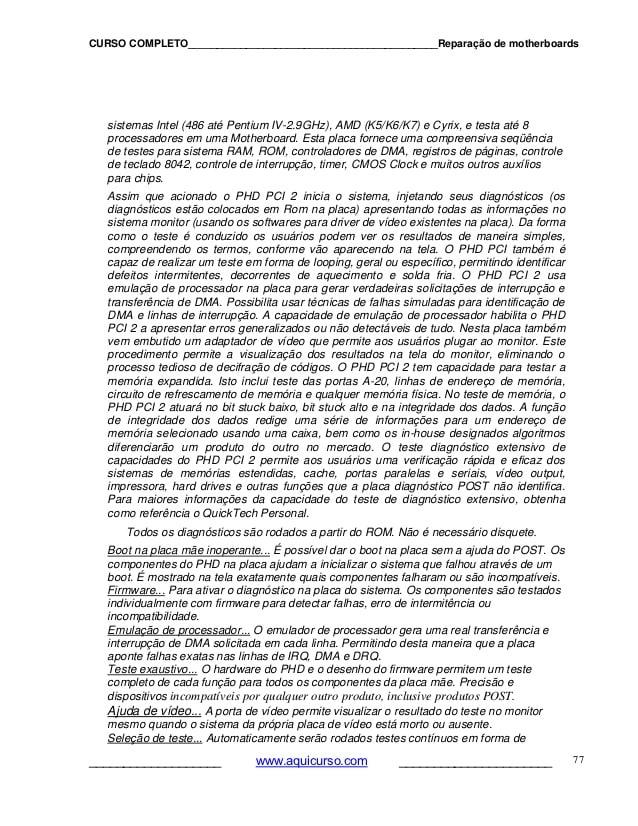 CURSO COMPLETO__________________________________________Reparação de motherboards
sistemas Intel (486 até Pentium IV-2.9GHz), AMD (K5/K6/K7) e Cyrix, e testa até 8
processadores em uma Motherboard. Esta placa fornece uma compreensiva seqüência
de testes para sistema RAM, ROM, controladores de DMA, registros de páginas, controle
de teclado 8042, controle de interrupção, timer, CMOS Clock e muitos outros auxílios
para chips.
Assim que acionado o PHD PCI 2 inicia o sistema, injetando seus diagnósticos (os
diagnósticos estão colocados em Rom na placa) apresentando todas as informações no
sistema monitor (usando os softwares para driver de vídeo existentes na placa). Da forma
como o teste é conduzido os usuários podem ver os resultados de maneira simples,
compreendendo os termos, conforme vão aparecendo na tela. O PHD PCI também é
capaz de realizar um teste em forma de looping, geral ou específico, permitindo identificar
defeitos intermitentes, decorrentes de aquecimento e solda fria. O PHD PCI 2 usa
emulação de processador na placa para gerar verdadeiras solicitações de interrupção e
transferência de DMA. Possibilita usar técnicas de falhas simuladas para identificação de
DMA e linhas de interrupção. A capacidade de emulação de processador habilita o PHD
PCI 2 a apresentar erros generalizados ou não detectáveis de tudo. Nesta placa também
vem embutido um adaptador de vídeo que permite aos usuários plugar ao monitor. Este
procedimento permite a visualização dos resultados na tela do monitor, eliminando o
processo tedioso de decifração de códigos. O PHD PCI 2 tem capacidade para testar a
memória expandida. Isto inclui teste das portas A-20, linhas de endereço de memória,
circuito de refrescamento de memória e qualquer memória física. No teste de memória, o
PHD PCI 2 atuará no bit stuck baixo, bit stuck alto e na integridade dos dados. A função
de integridade dos dados redige uma série de informações para um endereço de
memória selecionado usando uma caixa, bem como os in-house designados algoritmos
diferenciarão um produto do outro no mercado. O teste diagnóstico extensivo de
capacidades do PHD PCI 2 permite aos usuários uma verificação rápida e eficaz dos
sistemas de memórias estendidas, cache, portas paralelas e seriais, vídeo output,
impressora, hard drives e outras funções que a placa diagnóstico POST não identifica.
Para maiores informações da capacidade do teste de diagnóstico extensivo, obtenha
como referência o QuickTech Personal.
Todos os diagnósticos são rodados a partir do ROM. Não é necessário disquete.
Boot na placa mãe inoperante... É possível dar o boot na placa sem a ajuda do POST. Os
componentes do PHD na placa ajudam a inicializar o sistema que falhou através de um
boot. É mostrado na tela exatamente quais componentes falharam ou são incompatíveis.
Firmware... Para ativar o diagnóstico na placa do sistema. Os componentes são testados
individualmente com firmware para detectar falhas, erro de intermitência ou
incompatibilidade.
Emulação de processador... O emulador de processador gera uma real transferência e
interrupção de DMA solicitada em cada linha. Permitindo desta maneira que a placa
aponte falhas exatas nas linhas de IRQ, DMA e DRQ.
Teste exaustivo... O hardware do PHD e o desenho do firmware permitem um teste
completo de cada função para todos os componentes da placa mãe. Precisão e
dispositivos incompatíveis por qualquer outro produto, inclusive produtos POST.
Ajuda de vídeo... A porta de vídeo permite visualizar o resultado do teste no monitor
mesmo quando o sistema da própria placa de vídeo está morto ou ausente.
Seleção de teste... Automaticamente serão rodados testes contínuos em forma de
___________________ www.aquicurso.com ______________________ 77